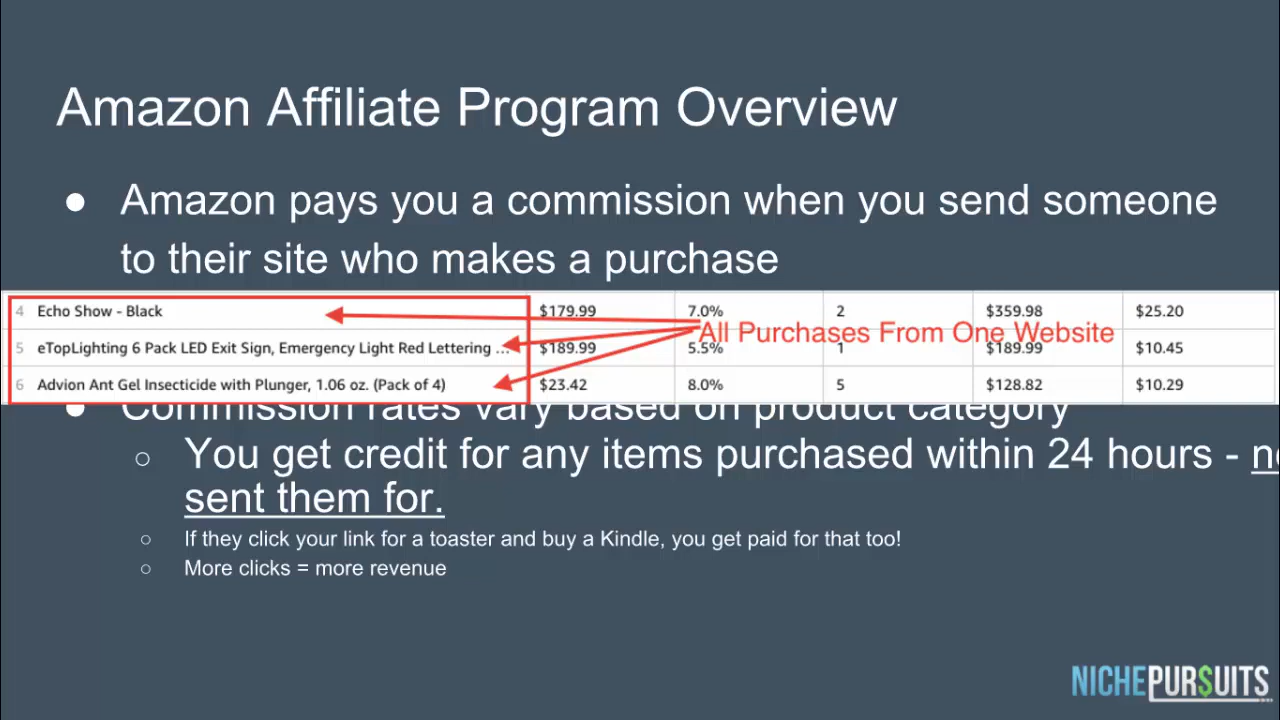 Amazon Affiliate Program Overview
● Amazon pays you a commission when you send someone
to their site who makes a purchase
4 Echo Show - Black $179.99 7.0% 2 $359.98 $25.20
All Purchases From One Website
5 eTopLighting 6 Pack LED Exit Sign, Emergency Light Red Lettering ... $189.99 5.5% 1 $189.99 $10.45
6 Advion Ant Gel Insecticide with Plunger, 1.06 oz. (Pack of 4) $23.42 8.0% 5 $128.82 $10.29
● Commission rates vary based on product category
○ You get credit for any items purchased within 24 hours -
sent them for.
○ If they click your link for a toaster and buy a Kindle, you get paid for that too!
○ More clicks = more revenue
NICHEPUR$UITS